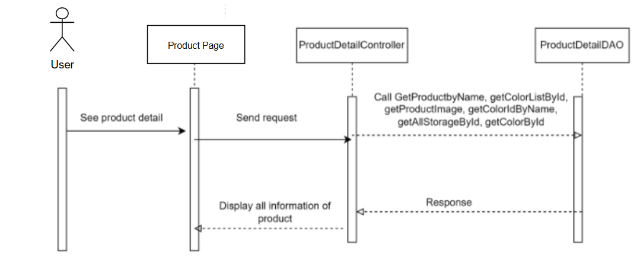 Product Page
ProductDetailController
ProductDetailDAO
User
Call GetProductbyName, getColorListById,
getProductImage, getColorIdByName,
getAllStorageById, getColorById
See product detail
Send request
Display all information of
product
Response